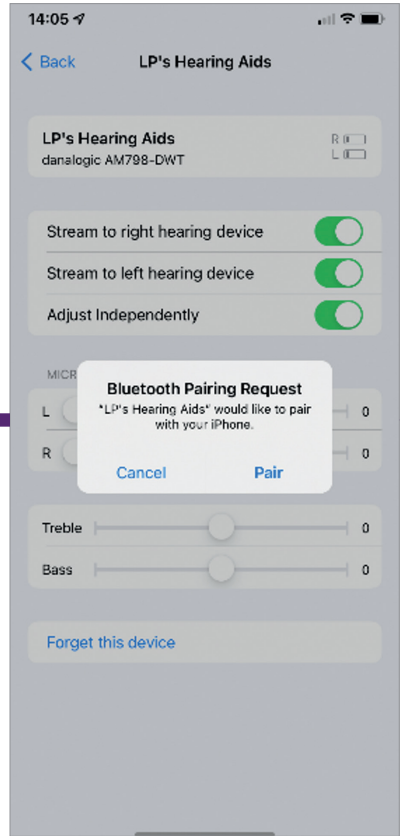 14:05
Back
LP's Hearing Aids
LP's Hearing Aids
danalogic AM798-DWT
R
L
Stream to right hearing device
Stream to left hearing device
Adjust Independently
MICR
Bluetooth Pairing Request
"LP's Hearing Aids" would like to pair
with your iPhone.
Cancel Pair
L 0
R 0
Treble 0
Bass 0
Forget this device